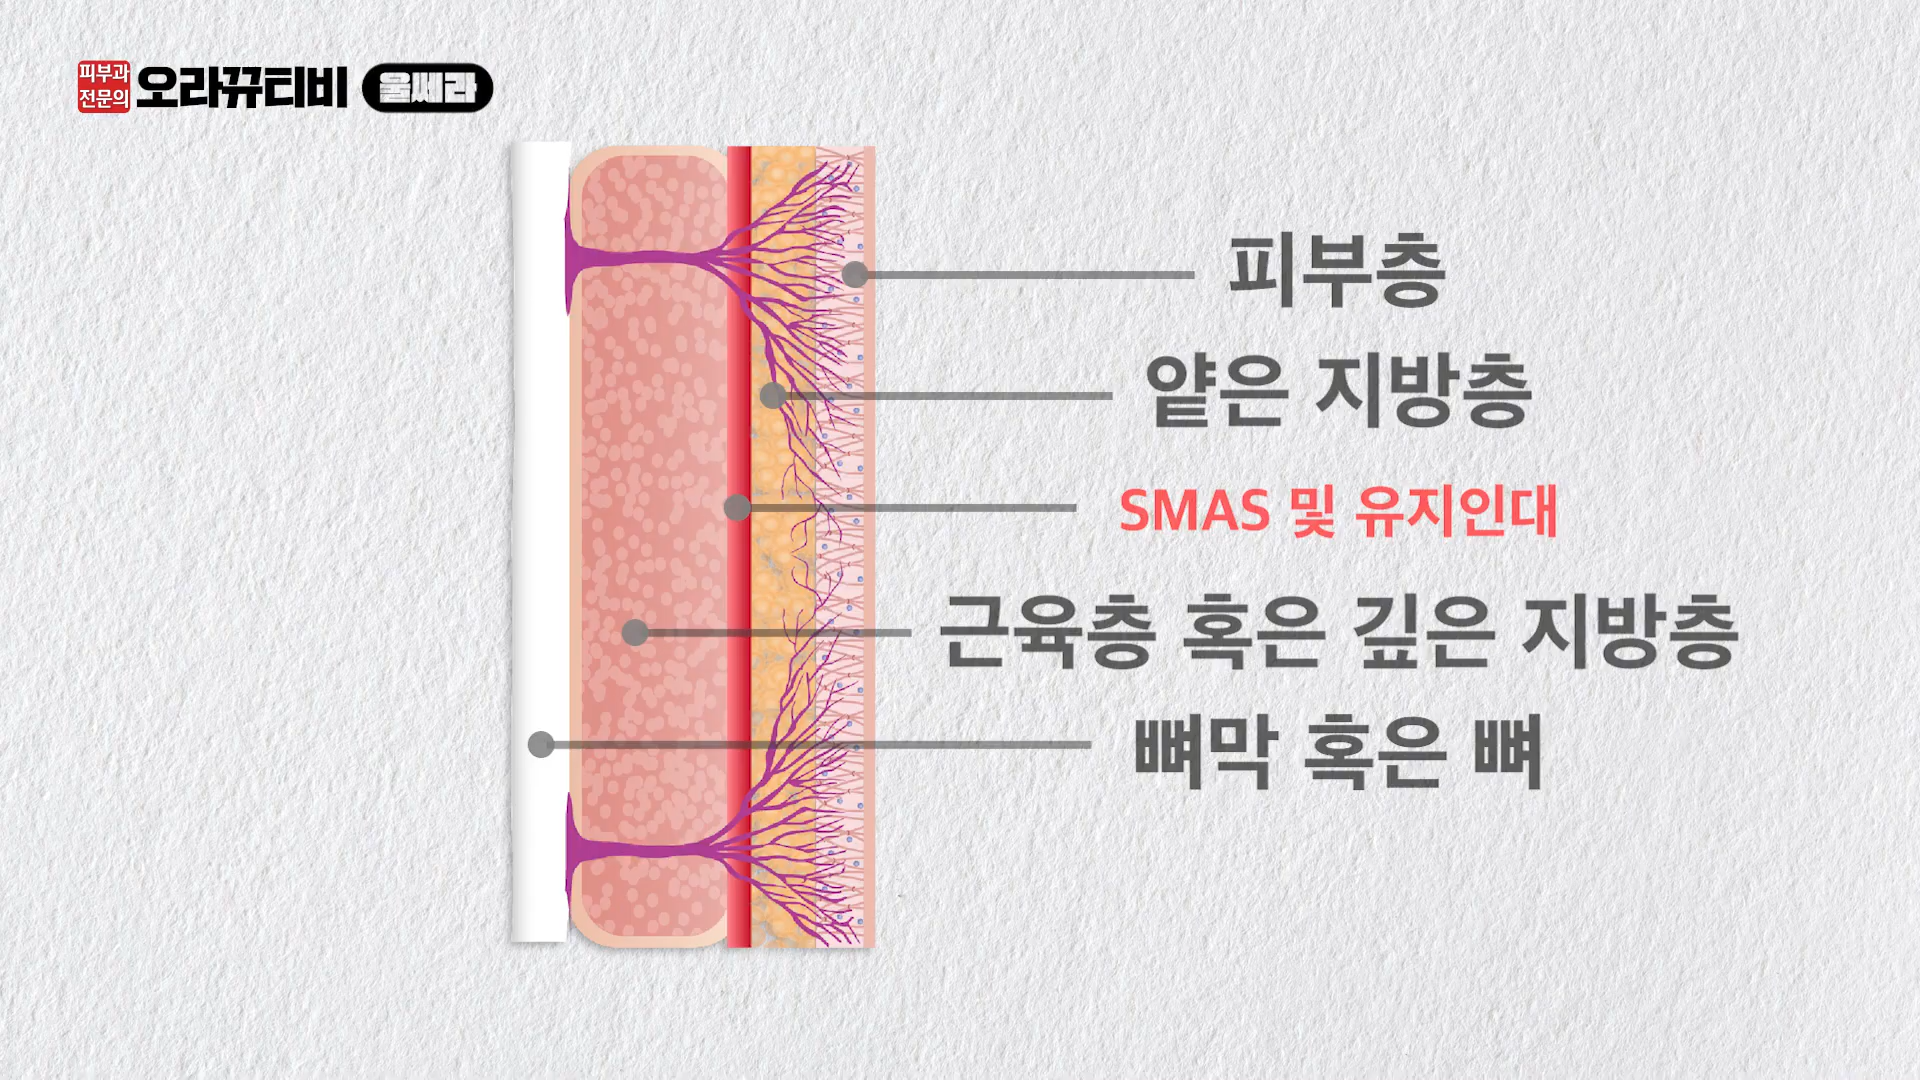 피부과
전문의
오라뀨티비 울쎄라
피부층
얕은 지방층
SMAS 및 유지인대
근육층 혹은 깊은 지방층
뼈막 혹은 뼈